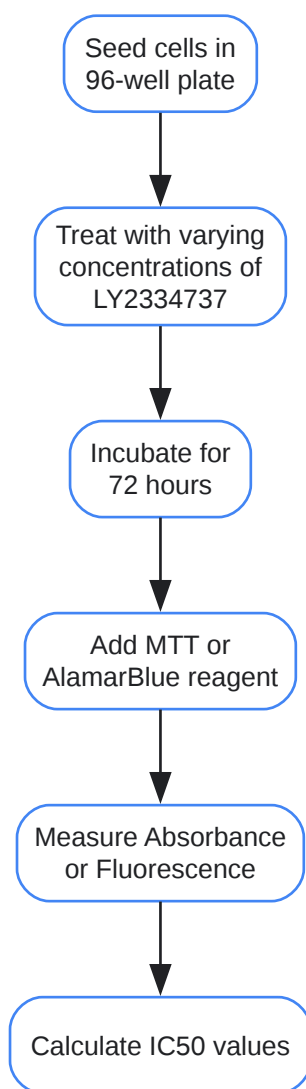 Seed cells in
96-well plate
Treat with varying
concentrations of
LY2334737
Incubate for
72 hours
Add MTT or
AlamarBlue reagent
Measure Absorbance
or Fluorescence
Calculate IC50 values